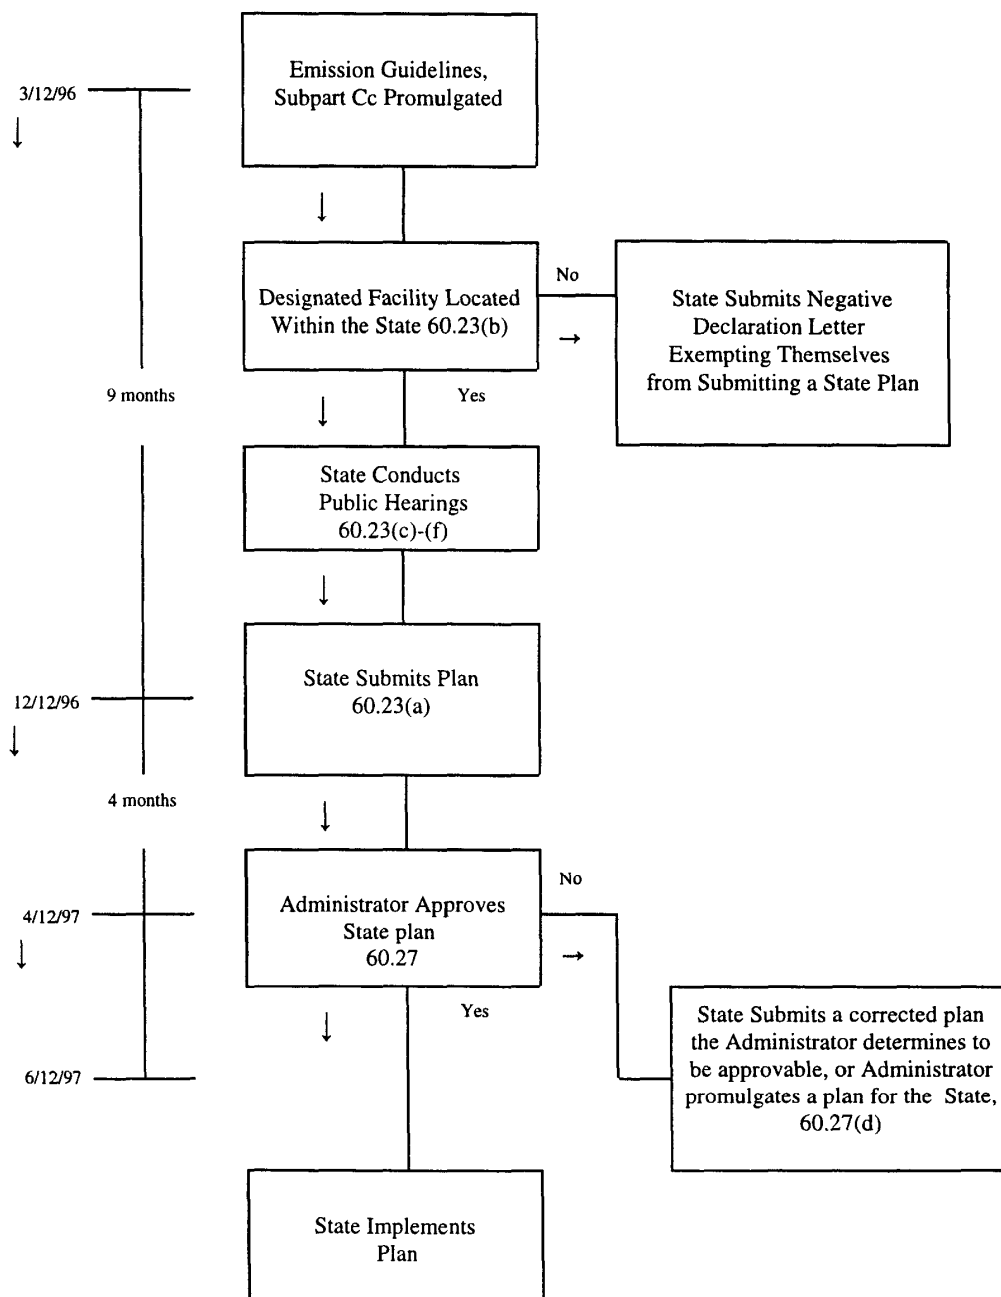 Emission Guidelines,
Subpart Cc Promulgated
3/12/96
No
Designated Facility Located
Within the State 60.23(b)
State Submits Negative
Declaration Letter
Exempting Themselves
from Submitting a State Plan
9 months
Yes
State Conducts
Public Hearings
60.23(c)-(f)
State Submits Plan
60.23(a)
12/12/96
4 months
No
Administrator Approves
State plan
60.27
4/12/97
Yes
State Submits a corrected plan
the Administrator determines to
be approvable, or Administrator
promulgates a plan for the State,
60.27(d)
6/12/97
State Implements
Plan